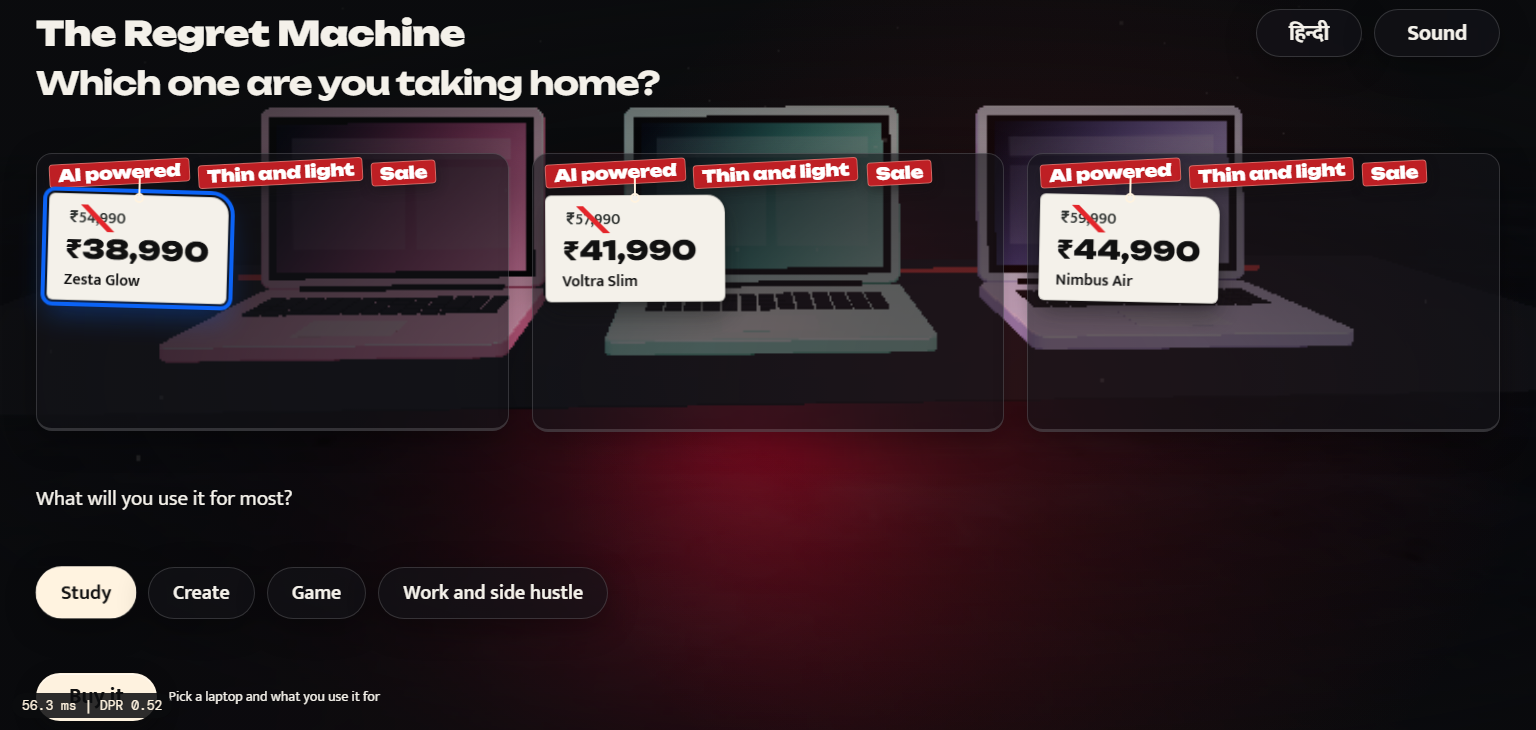 The Regret Machine
हिन्दी
Sound
Which one are you taking home?
AI powered Thin and light Sale
₹54,990
₹38,990
Zesta Glow
AI powered Thin and light Sale
₹57,990
₹41,990
Voltra Slim
AI powered Thin and light Sale
₹59,990
₹44,990
Nimbus Air
What will you use it for most?
Study
Create
Game
Work and side hustle
Buy it
Pick a laptop and what you use it for
56.3 ms | DPR 0.52